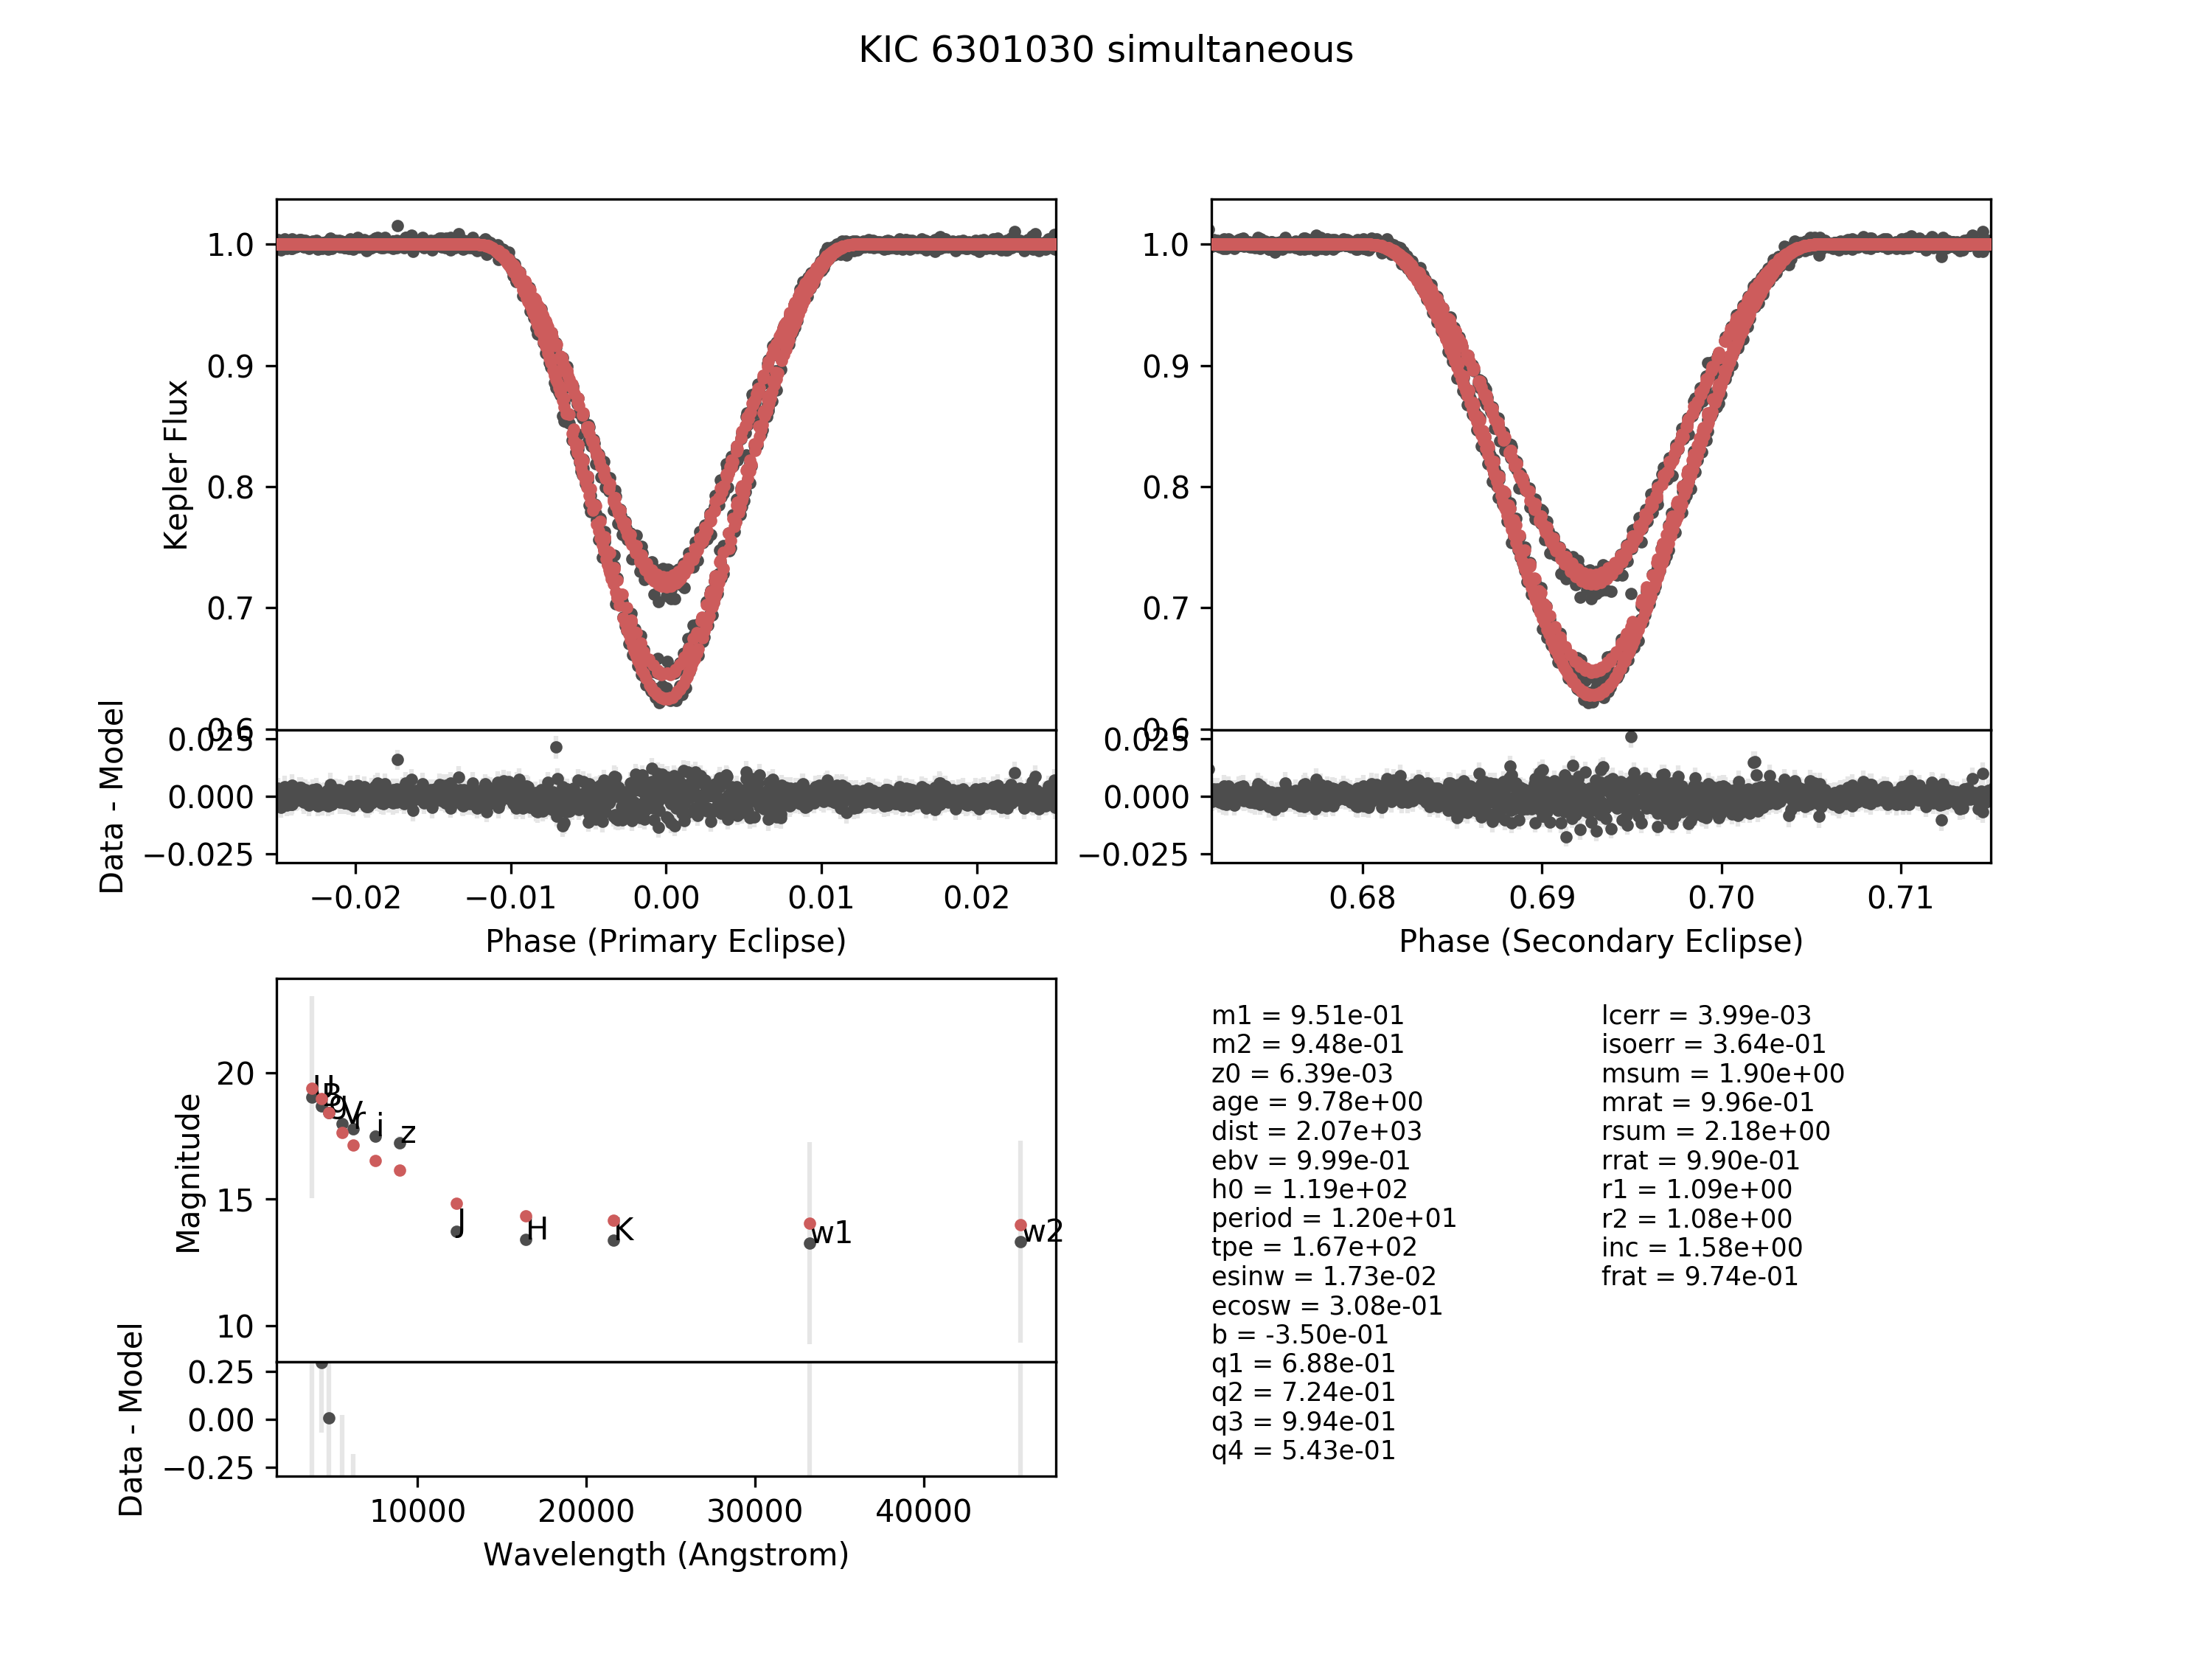 KIC 6301030 simultaneous
1.0
0.9
0.8
0.7
0.6
Kepler Flux
0.025
0.000
−0.025
Data - Model
−0.02
−0.01
0.00
0.01
0.02
Phase (Primary Eclipse)
1.0
0.9
0.8
0.7
0.6
0.025
0.000
−0.025
0.68
0.69
0.70
0.71
Phase (Secondary Eclipse)
20
15
10
Magnitude
U
B
g
V
r
i
z
J
H
K
w1
w2
0.25
0.00
−0.25
Data - Model
10000
20000
30000
40000
Wavelength (Angstrom)
m1 = 9.51e-01
m2 = 9.48e-01
z0 = 6.39e-03
age = 9.78e+00
dist = 2.07e+03
ebv = 9.99e-01
h0 = 1.19e+02
period = 1.20e+01
tpe = 1.67e+02
esinw = 1.73e-02
ecosw = 3.08e-01
b = -3.50e-01
q1 = 6.88e-01
q2 = 7.24e-01
q3 = 9.94e-01
q4 = 5.43e-01
lcerr = 3.99e-03
isoerr = 3.64e-01
msum = 1.90e+00
mrat = 9.96e-01
rsum = 2.18e+00
rrat = 9.90e-01
r1 = 1.09e+00
r2 = 1.08e+00
inc = 1.58e+00
frat = 9.74e-01